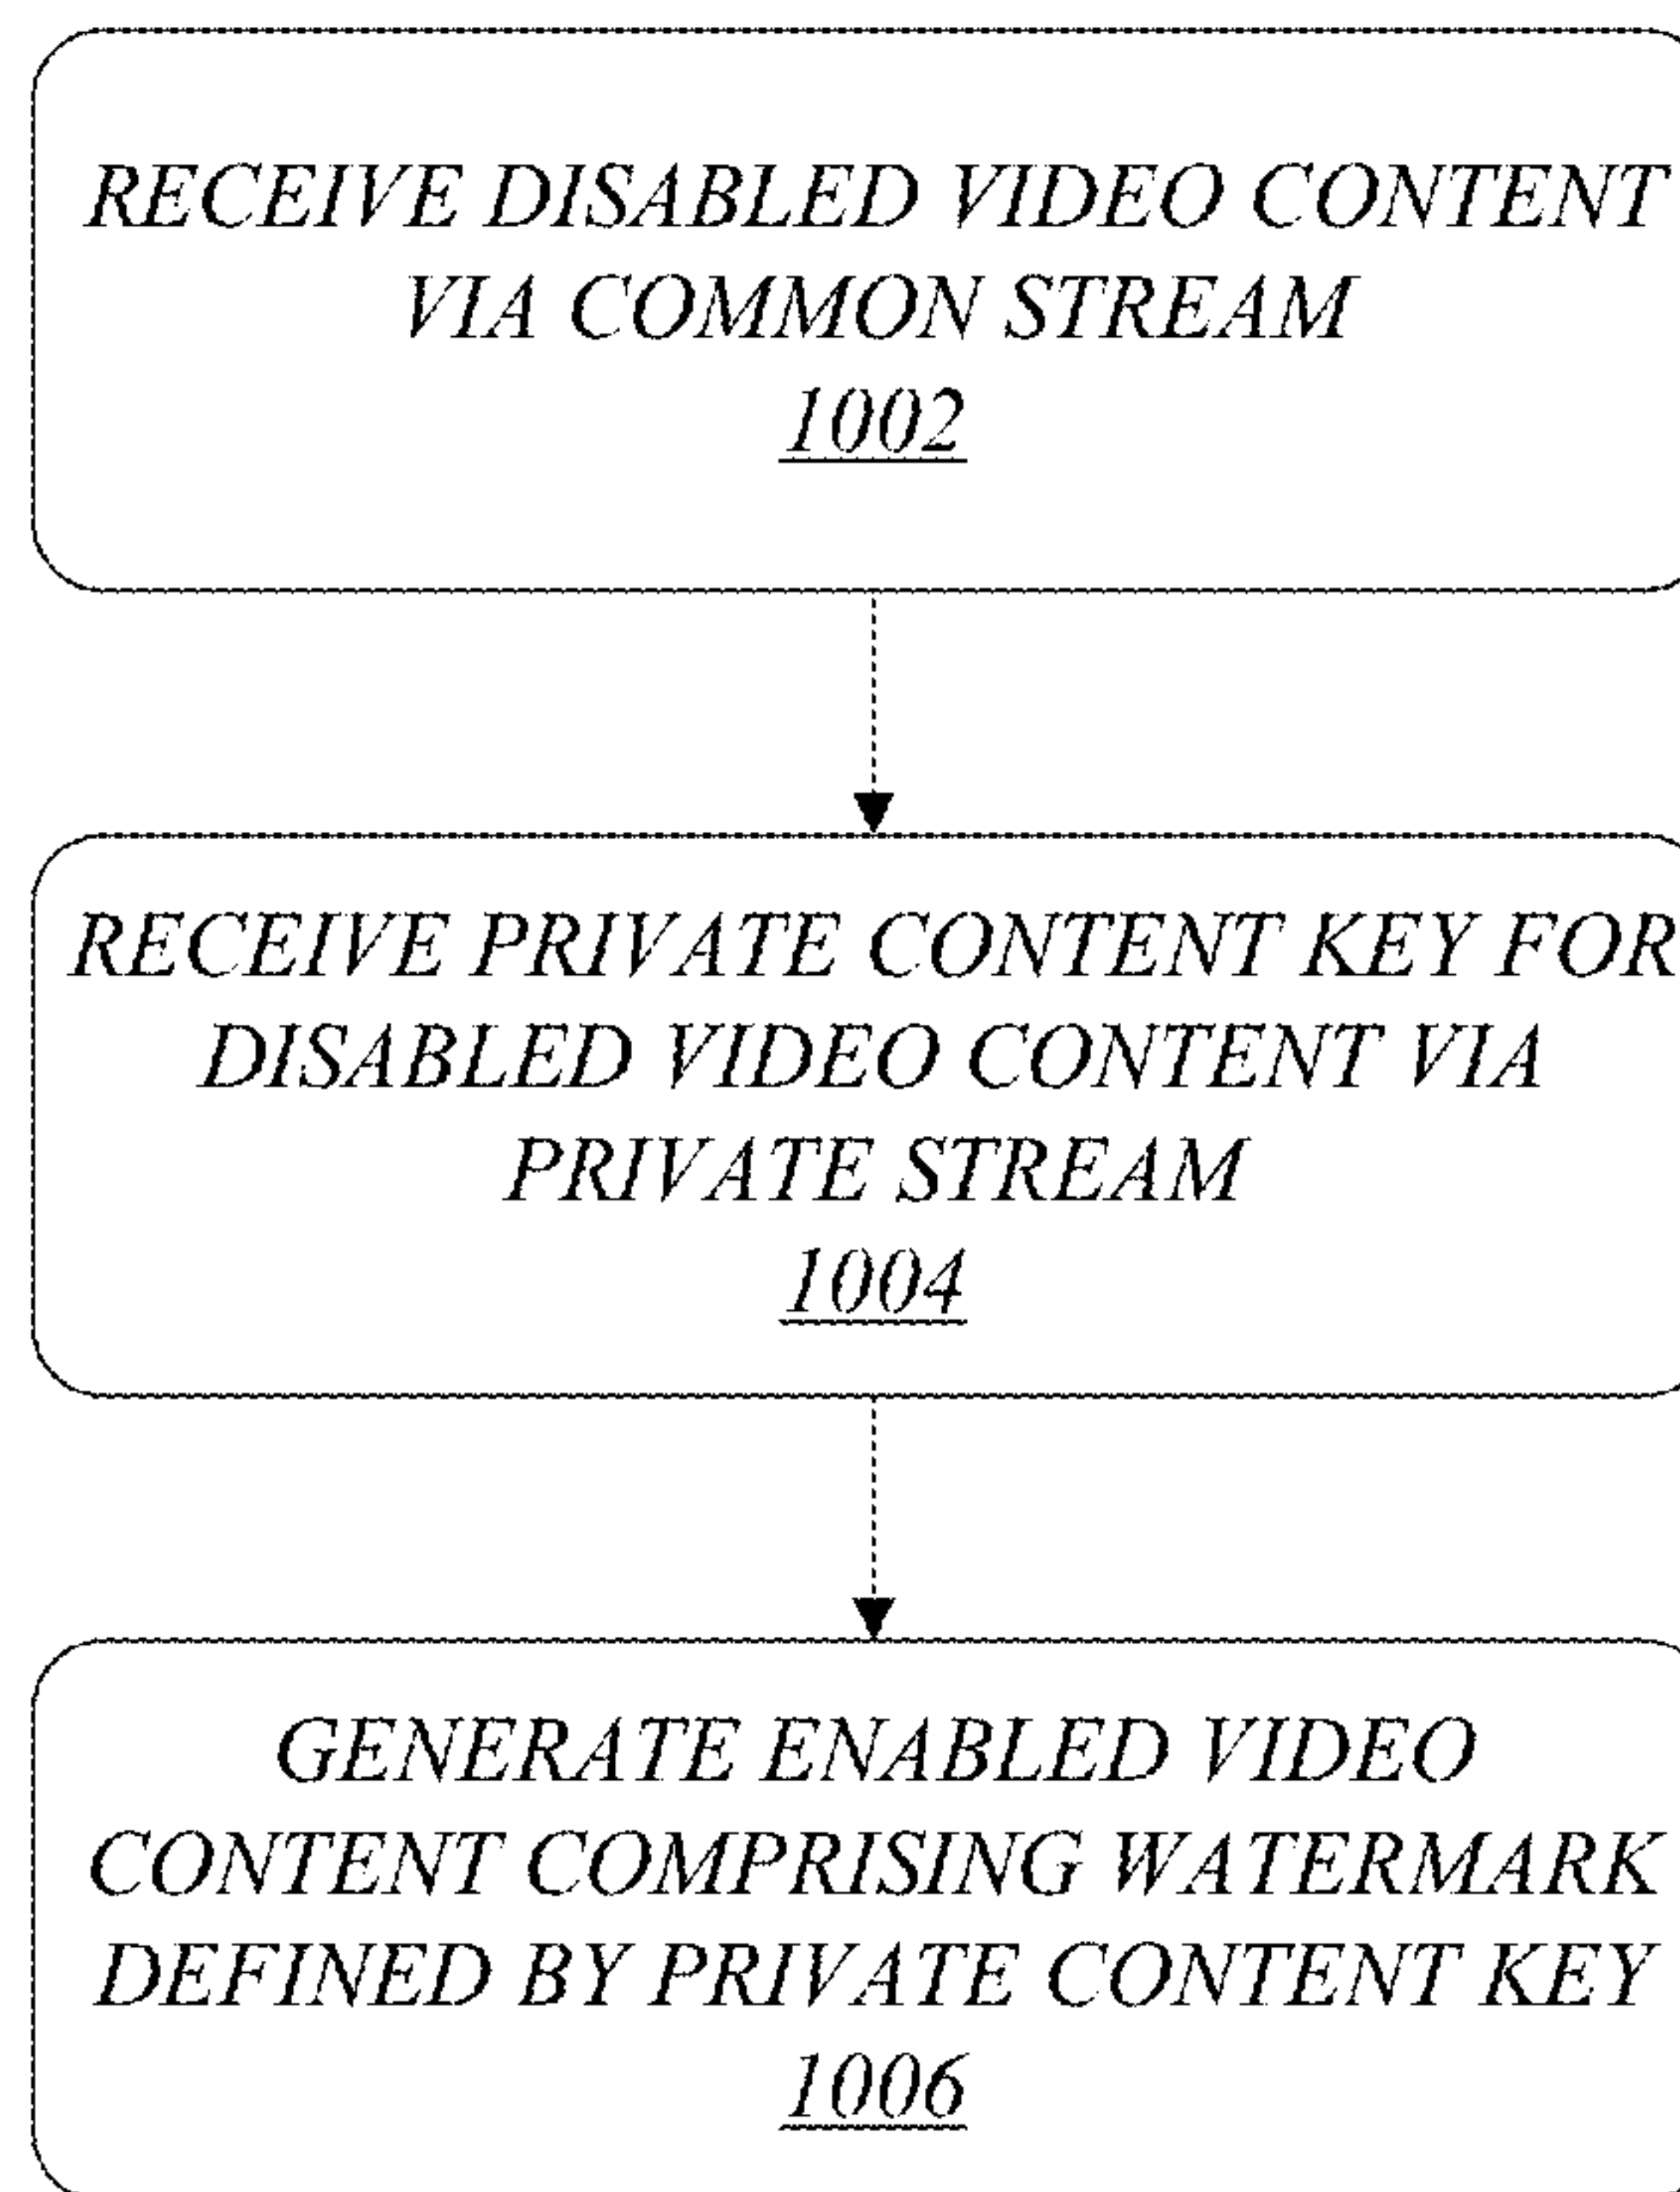 RECEIVE DISABLED VIDEO CONTENT
VIA COMMON STREAM
1002
RECEIVE PRIVATE CONTENT KEY FOR
DISABLED VIDEO CONTENT VIA
PRIVATE STREAM
1004
GENERATE ENABLED VIDEO
CONTENT COMPRISING WATERMARK
DEFINED BY PRIVATE CONTENT KEY
1006